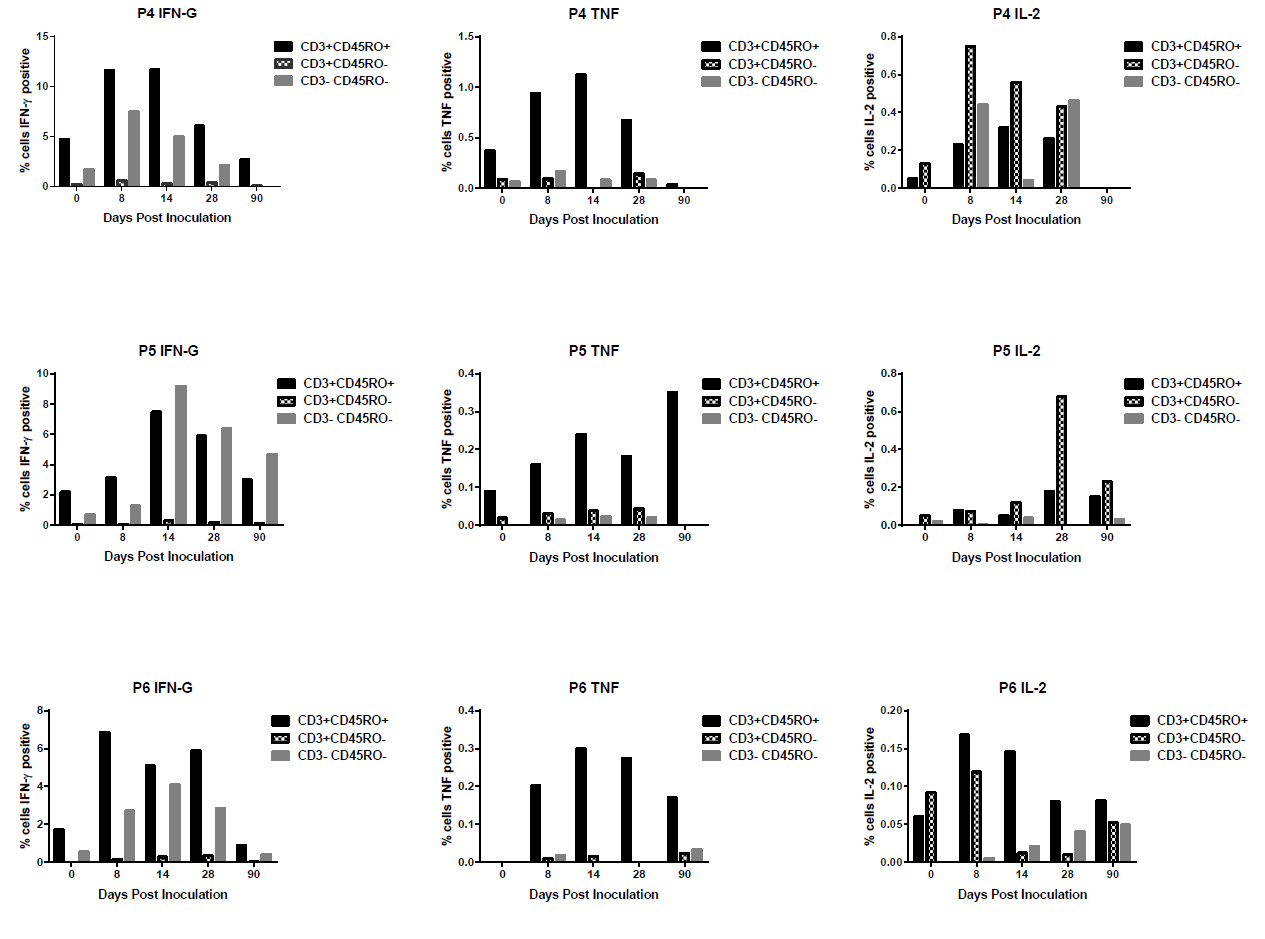 P4 IFN-G
15
10
5
0
% cells IFN-γ positive
0 8 14 28 90
Days Post Inoculation
CD3+CD45RO+
CD3+CD45RO-
CD3- CD45RO-
P4 TNF
1.5
1.0
0.5
0.0
% cells TNF positive
0 8 14 28 90
Days Post Inoculation
CD3+CD45RO+
CD3+CD45RO-
CD3- CD45RO-
P4 IL-2
0.8
0.6
0.4
0.2
0.0
% cells IL-2 positive
0 8 14 28 90
Days Post Inoculation
CD3+CD45RO+
CD3+CD45RO-
CD3- CD45RO-
P5 IFN-G
10
8
6
4
2
0
% cells IFN-γ positive
0 8 14 28 90
Days Post Inoculation
CD3+CD45RO+
CD3+CD45RO-
CD3- CD45RO-
P5 TNF
0.4
0.3
0.2
0.1
0.0
% cells TNF positive
0 8 14 28 90
Days Post Inoculation
CD3+CD45RO+
CD3+CD45RO-
CD3- CD45RO-
P5 IL-2
0.8
0.6
0.4
0.2
0.0
% cells IL-2 positive
0 8 14 28 90
Days Post Inoculation
CD3+CD45RO+
CD3+CD45RO-
CD3- CD45RO-
P6 IFN-G
8
6
4
2
0
% cells IFN-γ positive
0 8 14 28 90
Days Post Inoculation
CD3+CD45RO+
CD3+CD45RO-
CD3- CD45RO-
P6 TNF
0.4
0.3
0.2
0.1
0.0
% cells TNF positive
0 8 14 28 90
Days Post Inoculation
CD3+CD45RO+
CD3+CD45RO-
CD3- CD45RO-
P6 IL-2
0.20
0.15
0.10
0.05
0.00
% cells IL-2 positive
0 8 14 28 90
Days Post Inoculation
CD3+CD45RO+
CD3+CD45RO-
CD3- CD45RO-